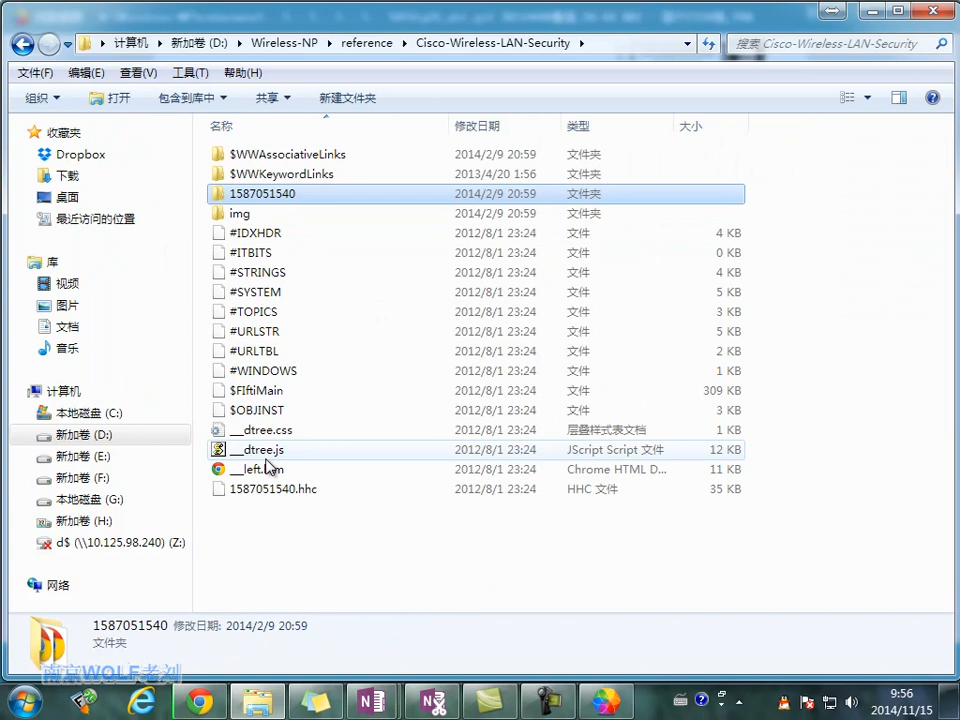 计算机 新加卷 (D:) Wireless-NP reference Cisco-Wireless-LAN-Security 搜索 Cisco-Wireless-LAN-Security
文件(F) 编辑(E) 查看(V) 工具(T) 帮助(H)
组织 打开 包含到库中 共享 新建文件夹
名称 修改日期 类型 大小
收藏夹
Dropbox
下载
桌面
最近访问的位置
库
视频
图片
文档
音乐
计算机
本地磁盘 (C:)
新加卷 (D:)
新加卷 (E:)
新加卷 (F:)
本地磁盘 (G:)
新加卷 (H:)
d$ (\\10.125.98.240) (Z:)
网络
$WWAssociativeLinks 2014/2/9 20:59 文件夹
$WWKeywordLinks 2013/4/20 1:56 文件夹
1587051540 2014/2/9 20:59 文件夹
img 2014/2/9 20:59 文件夹
#IDXHDR 2012/8/1 23:24 文件 4 KB
#ITBITS 2012/8/1 23:24 文件 0 KB
#STRINGS 2012/8/1 23:24 文件 4 KB
#SYSTEM 2012/8/1 23:24 文件 5 KB
#TOPICS 2012/8/1 23:24 文件 3 KB
#URLSTR 2012/8/1 23:24 文件 5 KB
#URLTBL 2012/8/1 23:24 文件 2 KB
#WINDOWS 2012/8/1 23:24 文件 1 KB
$FIftiMain 2012/8/1 23:24 文件 309 KB
$OBJINST 2012/8/1 23:24 文件 3 KB
__dtree.css 2012/8/1 23:24 层叠样式表文档 1 KB
__dtree.js 2012/8/1 23:24 JScript Script 文件 12 KB
2012/8/1 23:24 Chrome HTML D... 11 KB
1587051540.hhc 2012/8/1 23:24 HHC 文件 35 KB
1587051540 修改日期: 2014/2/9 20:59
文件夹
南京WOLF老刘
9:56
2014/11/15